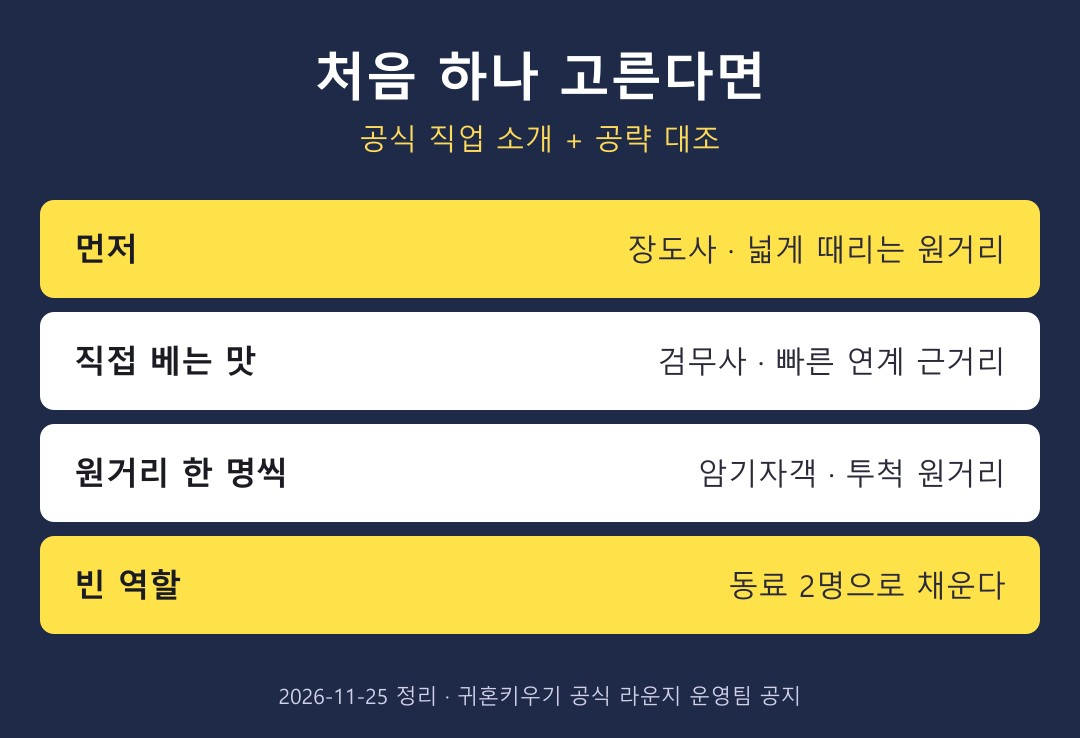 처음 하나 고른다면
공식 직업 소개 + 공략 대조
먼저 장도사 · 넓게 때리는 원거리
직접 베는 맛 검무사 · 빠른 연계 근거리
원거리 한 명씩 암기자객 · 투척 원거리
빈 역할 동료 2명으로 채운다
2026-11-25 정리 · 귀혼키우기 공식 라운지 운영팀 공지